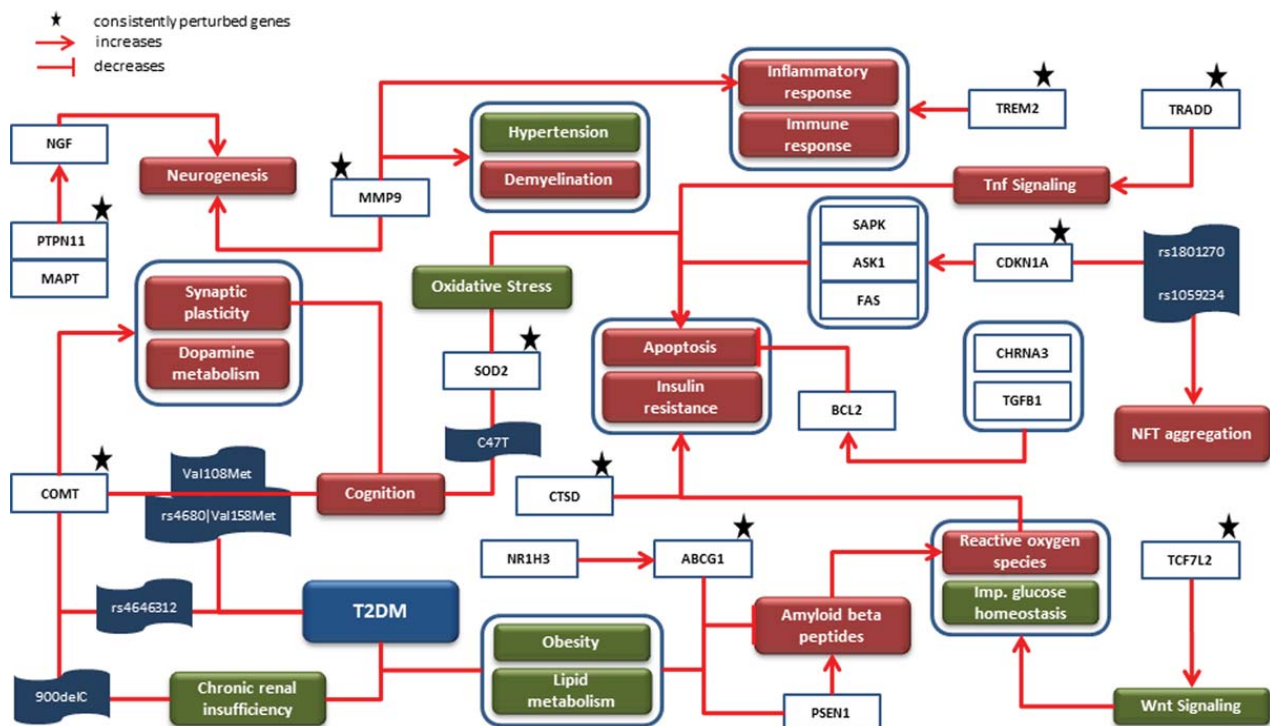 consistently perturbed genes
increases
decreases
Inflammatory
response
Immune
response
TREM2
TRADD
NGF
Neurogenesis
Hypertension
Demyelination
MMP9
Tnf Signaling
PTPN11
MAPT
SAPK
ASK1
FAS
CDKN1A
rs1801270
rs1059234
Oxidative Stress
Synaptic
plasticity
Dopamine
metabolism
SOD2
Apoptosis
Insulin
resistance
CHRNA3
TGFB1
BCL2
NFT aggregation
C47T
Val108Met
COMT
rs4680|Val158Met
Cognition
CTSD
NR1H3
ABCG1
Reactive oxygen
species
Imp. glucose
homeostasis
TCF7L2
rs4646312
T2DM
Amyloid beta
peptides
Obesity
Lipid
metabolism
900delC
Chronic renal
insufficiency
PSEN1
Wnt Signaling